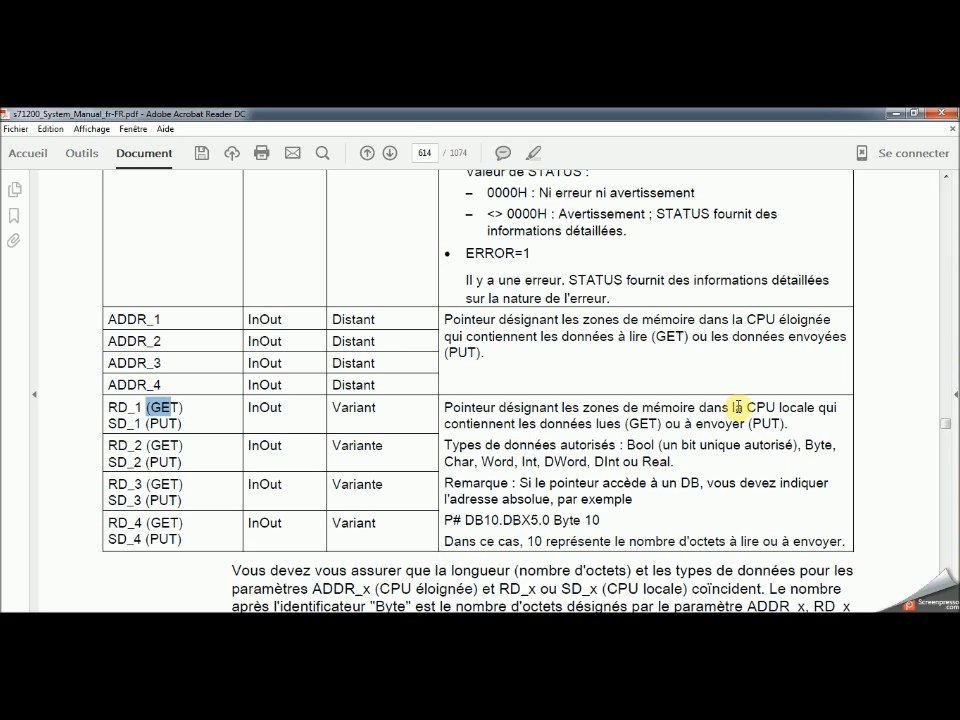 s71200_System_Manual_fr-FR.pdf - Adobe Acrobat Reader DC
Fichier Edition Affichage Fenêtre Aide
Accueil Outils Document 614 / 1074 Se connecter
Valeur de STATUS :
– 0000H : Ni erreur ni avertissement
– <> 0000H : Avertissement ; STATUS fournit des
informations détaillées.
• ERROR=1
Il y a une erreur. STATUS fournit des informations détaillées
sur la nature de l'erreur.
ADDR_1 InOut Distant Pointeur désignant les zones de mémoire dans la CPU éloignée
ADDR_2 InOut Distant qui contiennent les données à lire (GET) ou les données envoyées
ADDR_3 InOut Distant (PUT).
ADDR_4 InOut Distant
RD_1 (GET) InOut Variant Pointeur désignant les zones de mémoire dans la CPU locale qui
SD_1 (PUT) contiennent les données lues (GET) ou à envoyer (PUT).
RD_2 (GET) InOut Variante Types de données autorisés : Bool (un bit unique autorisé), Byte,
SD_2 (PUT) Char, Word, Int, DWord, DInt ou Real.
RD_3 (GET) InOut Variante Remarque : Si le pointeur accède à un DB, vous devez indiquer
SD_3 (PUT) l'adresse absolue, par exemple
RD_4 (GET) InOut Variant P# DB10.DBX5.0 Byte 10
SD_4 (PUT) Dans ce cas, 10 représente le nombre d'octets à lire ou à envoyer.
Vous devez vous assurer que la longueur (nombre d'octets) et les types de données pour les
paramètres ADDR_x (CPU éloignée) et RD_x ou SD_x (CPU locale) coïncident. Le nombre
après l'identificateur "Byte" est le nombre d'octets désignés par le paramètre ADDR_x, RD_x
Screenpresso
.com